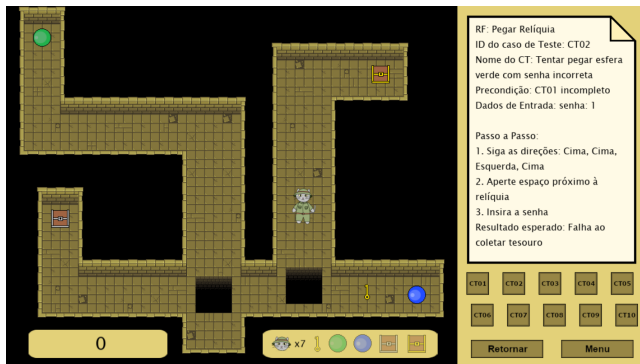 RF: Pegar Relíquia
ID do caso de Teste: CT02
Nome do CT: Tentar pegar esfera
verde com senha incorreta
Precondição: CT01 incompleto
Dados de Entrada: senha: 1
Passo a Passo:
1. Siga as direções: Cima, Cima,
Esquerda, Cima
2. Aperte espaço próximo à
relíquia
3. Insira a senha
Resultado esperado: Falha ao
coletar tesouro
CT01 CT02 CT03 CT04 CT05
CT06 CT07 CT08 CT09 CT10
0
x7
Retornar Menu